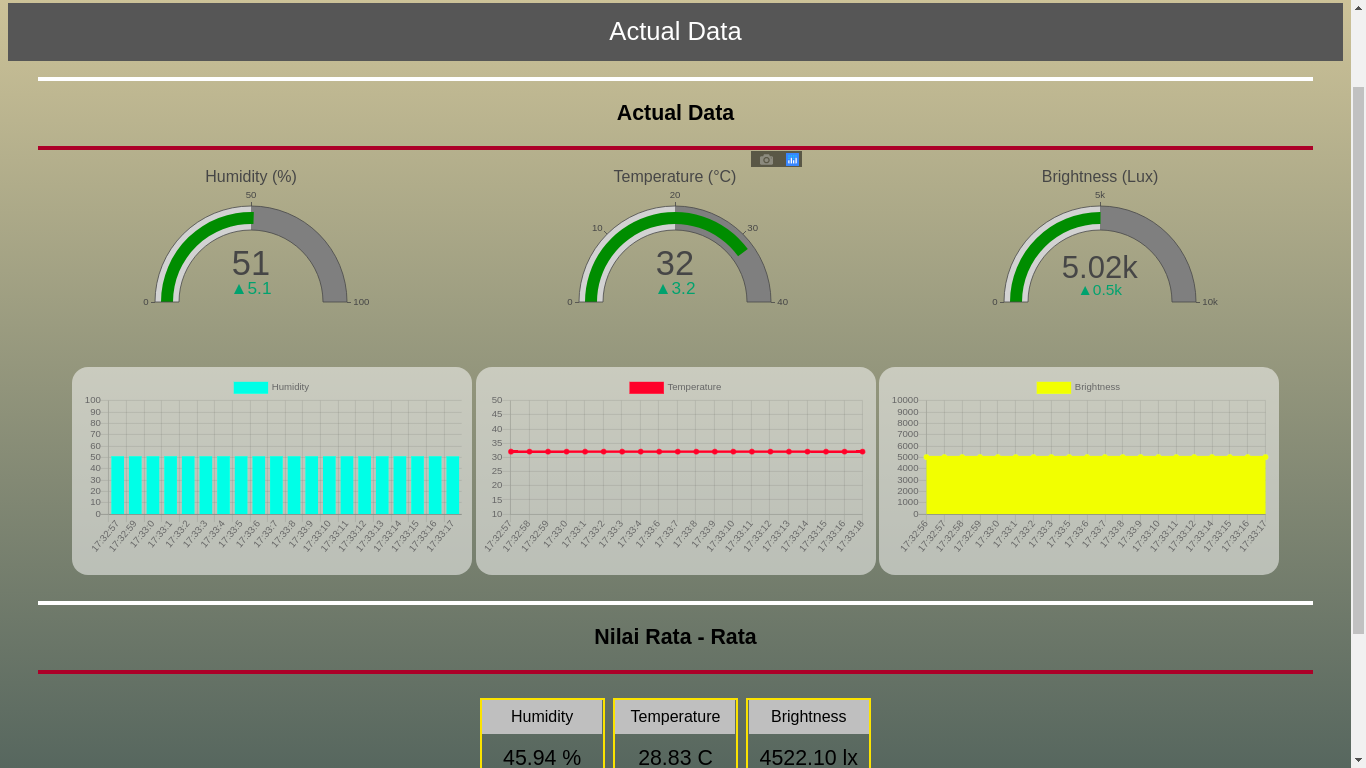 Actual Data
Actual Data
Humidity (%)
50
0
100
51
▲5.1
Temperature (°C)
20
10
30
0
40
32
▲3.2
Brightness (Lux)
5k
0
10k
5.02k
▲0.5k
Humidity
100
90
80
70
60
50
40
30
20
10
0
17:32:57 17:32:59 17:33:0 17:33:1 17:33:2 17:33:3 17:33:4 17:33:5 17:33:6 17:33:7 17:33:8 17:33:9 17:33:10 17:33:11 17:33:12 17:33:13 17:33:14 17:33:15 17:33:16 17:33:17
Temperature
50
45
40
35
30
25
20
15
10
17:32:57 17:32:58 17:32:59 17:33:0 17:33:1 17:33:2 17:33:3 17:33:4 17:33:6 17:33:7 17:33:8 17:33:9 17:33:10 17:33:11 17:33:12 17:33:13 17:33:14 17:33:15 17:33:16 17:33:18
Brightness
10000
9000
8000
7000
6000
5000
4000
3000
2000
1000
0
17:32:56 17:32:57 17:32:58 17:32:59 17:33:0 17:33:1 17:33:2 17:33:3 17:33:5 17:33:6 17:33:7 17:33:8 17:33:9 17:33:10 17:33:11 17:33:12 17:33:14 17:33:15 17:33:16 17:33:17
Nilai Rata - Rata
Humidity
Temperature
Brightness
45.94 %
28.83 C
4522.10 lx